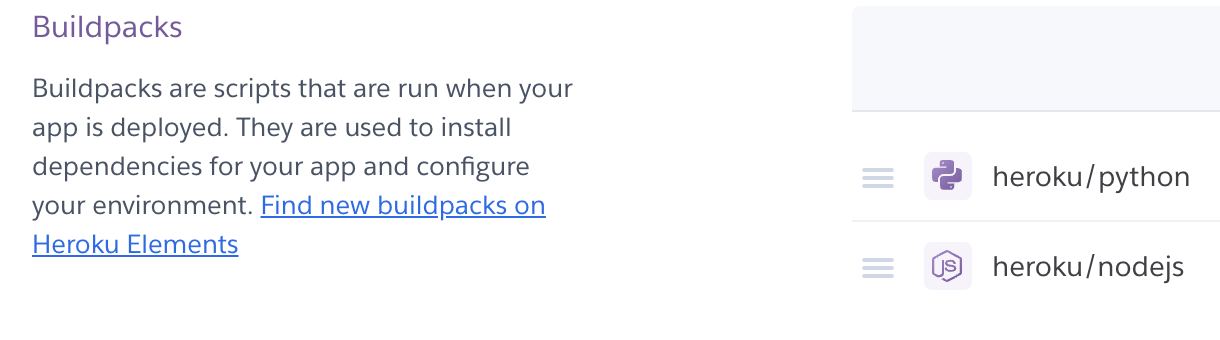 Buildpacks
Buildpacks are scripts that are run when your
app is deployed. They are used to install
dependencies for your app and configure
your environment. Find new buildpacks on
Heroku Elements
heroku/python
JS
heroku/nodejs